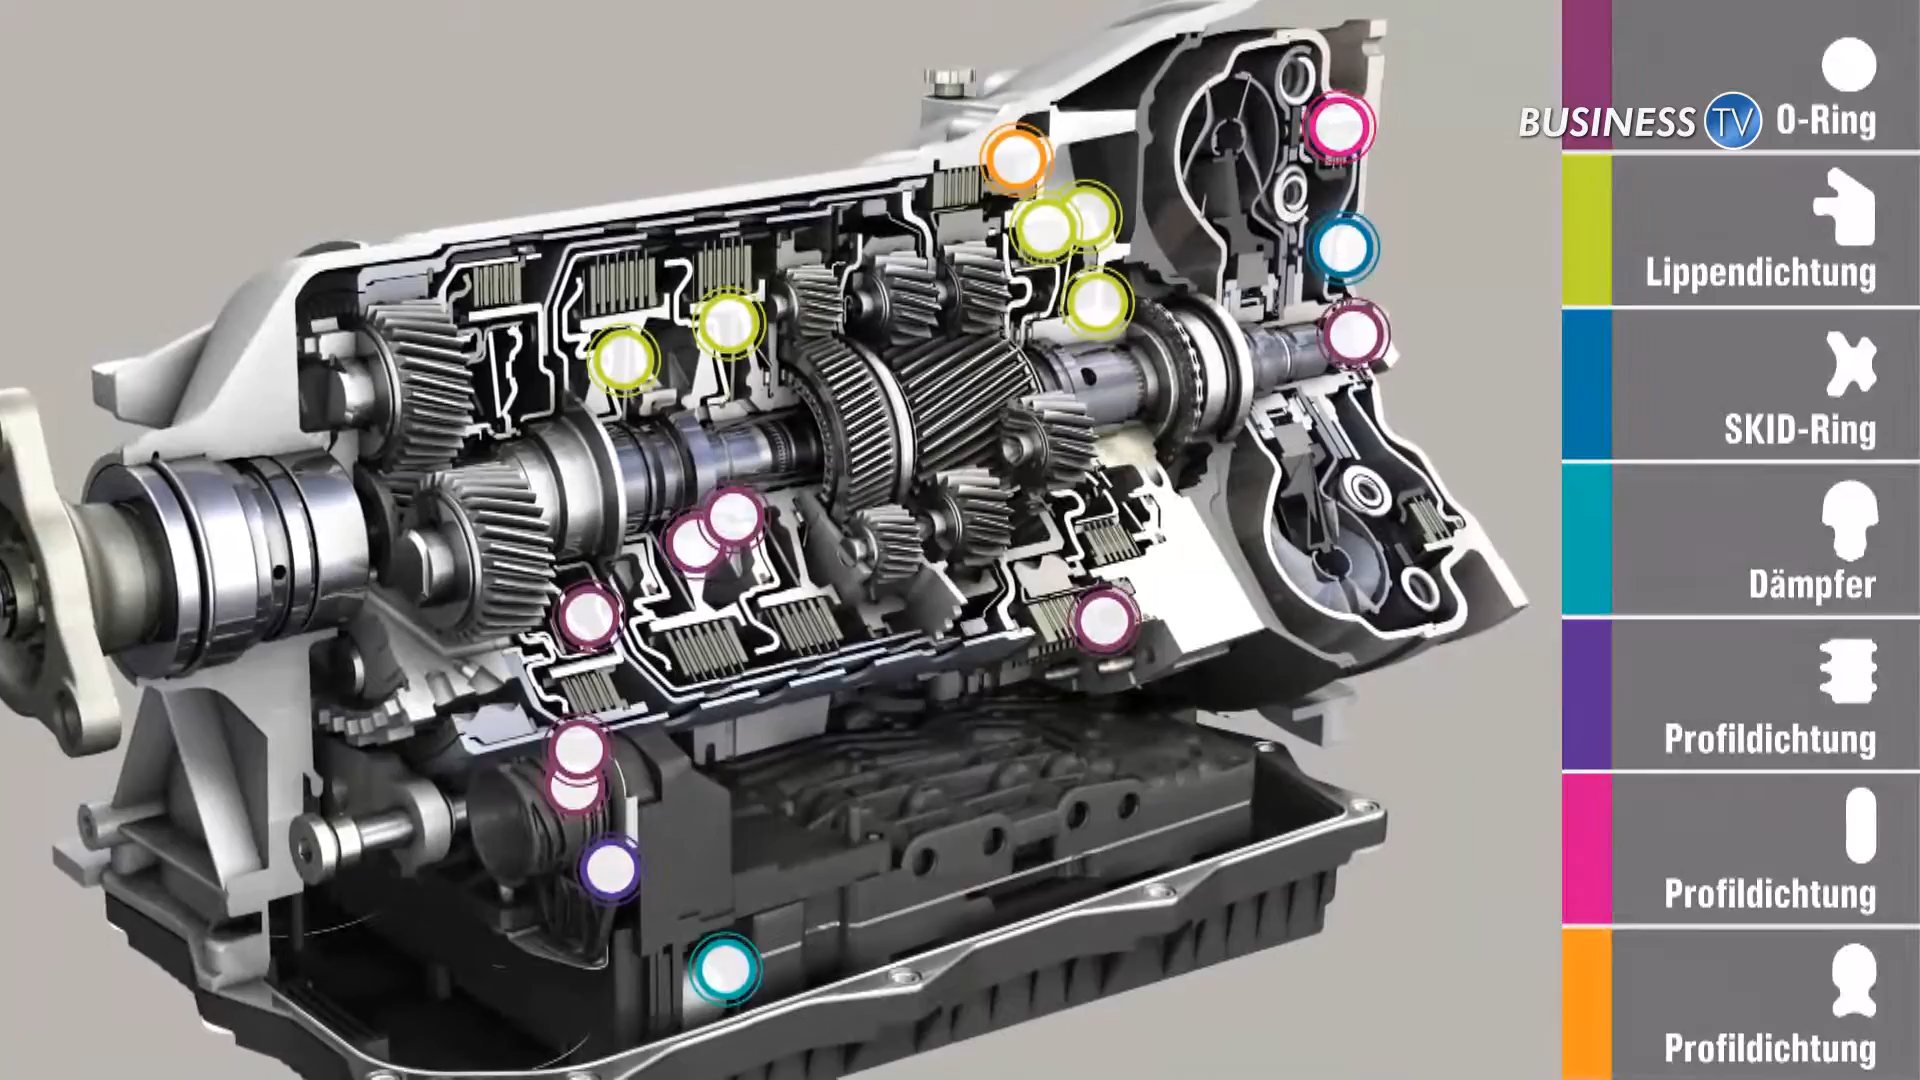 BUSINESS TV
O-Ring
Lippendichtung
SKID-Ring
Dämpfer
Profildichtung
Profildichtung
Profildichtung